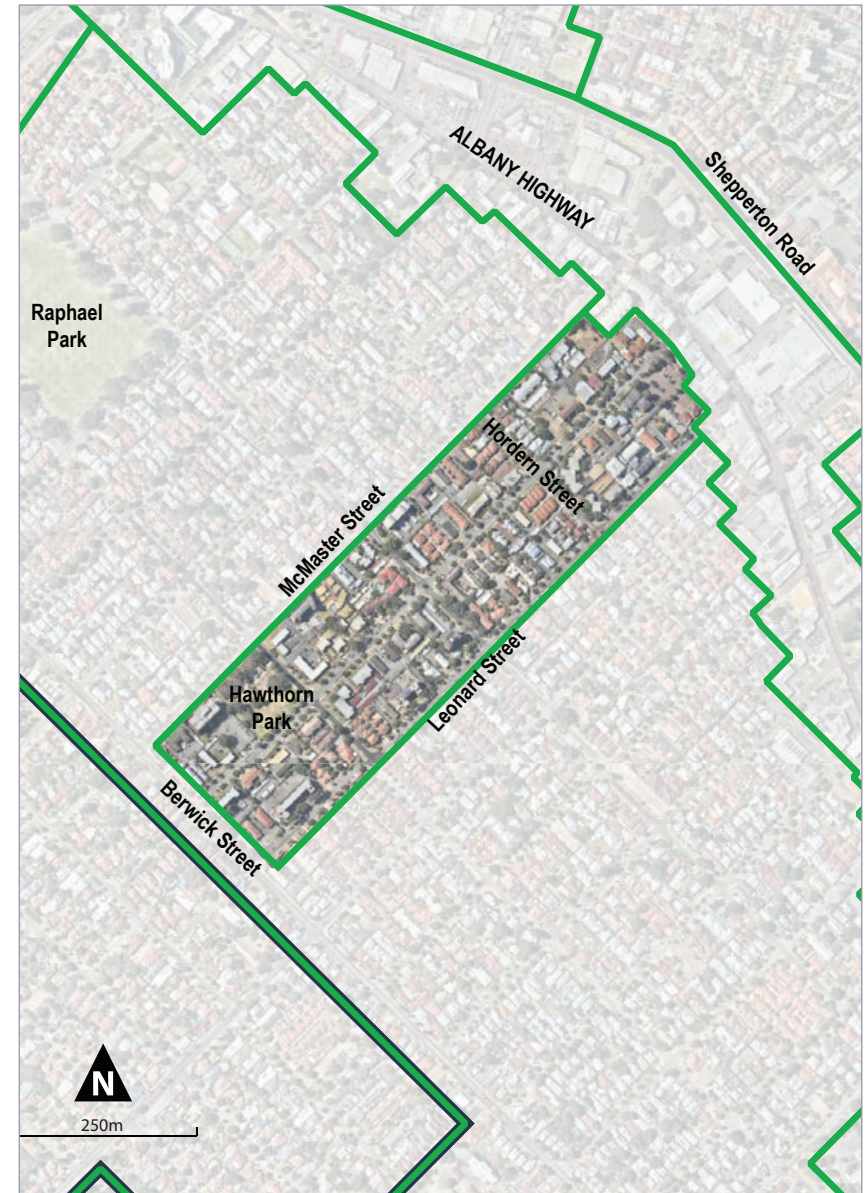 ALBANY HIGHWAY
Shepperton Road
Raphael
Park
Hordern Street
McMaster Street
Leonard Street
Hawthorn
Park
Berwick Street
N
250m